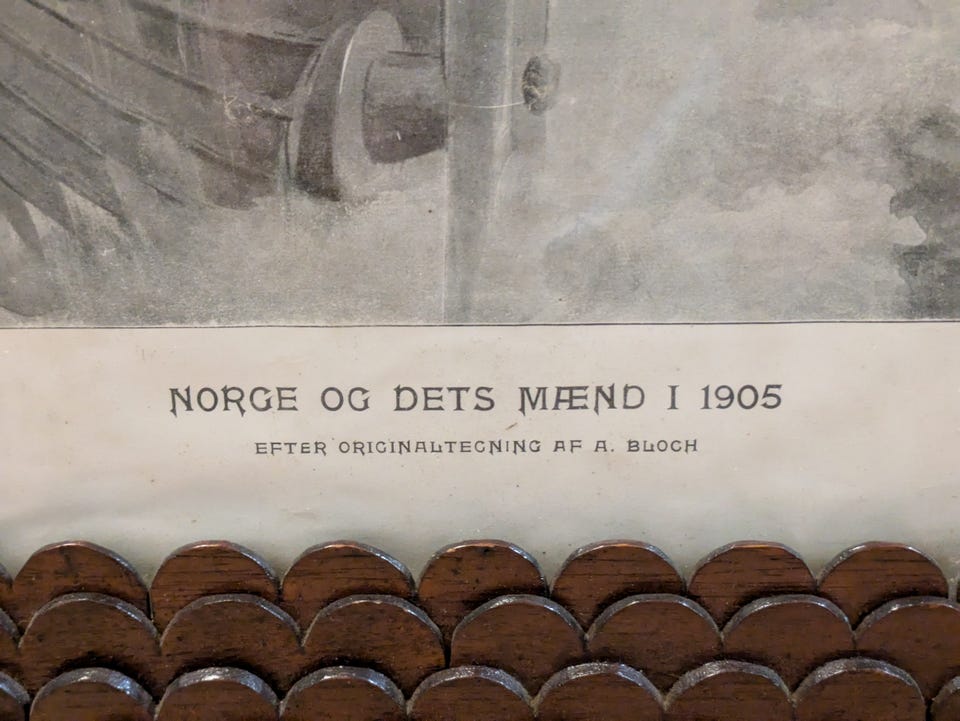 NORGE OG DETS MÆND I 1905
EFTER ORIGINALTEGNING AF A. BLOCH